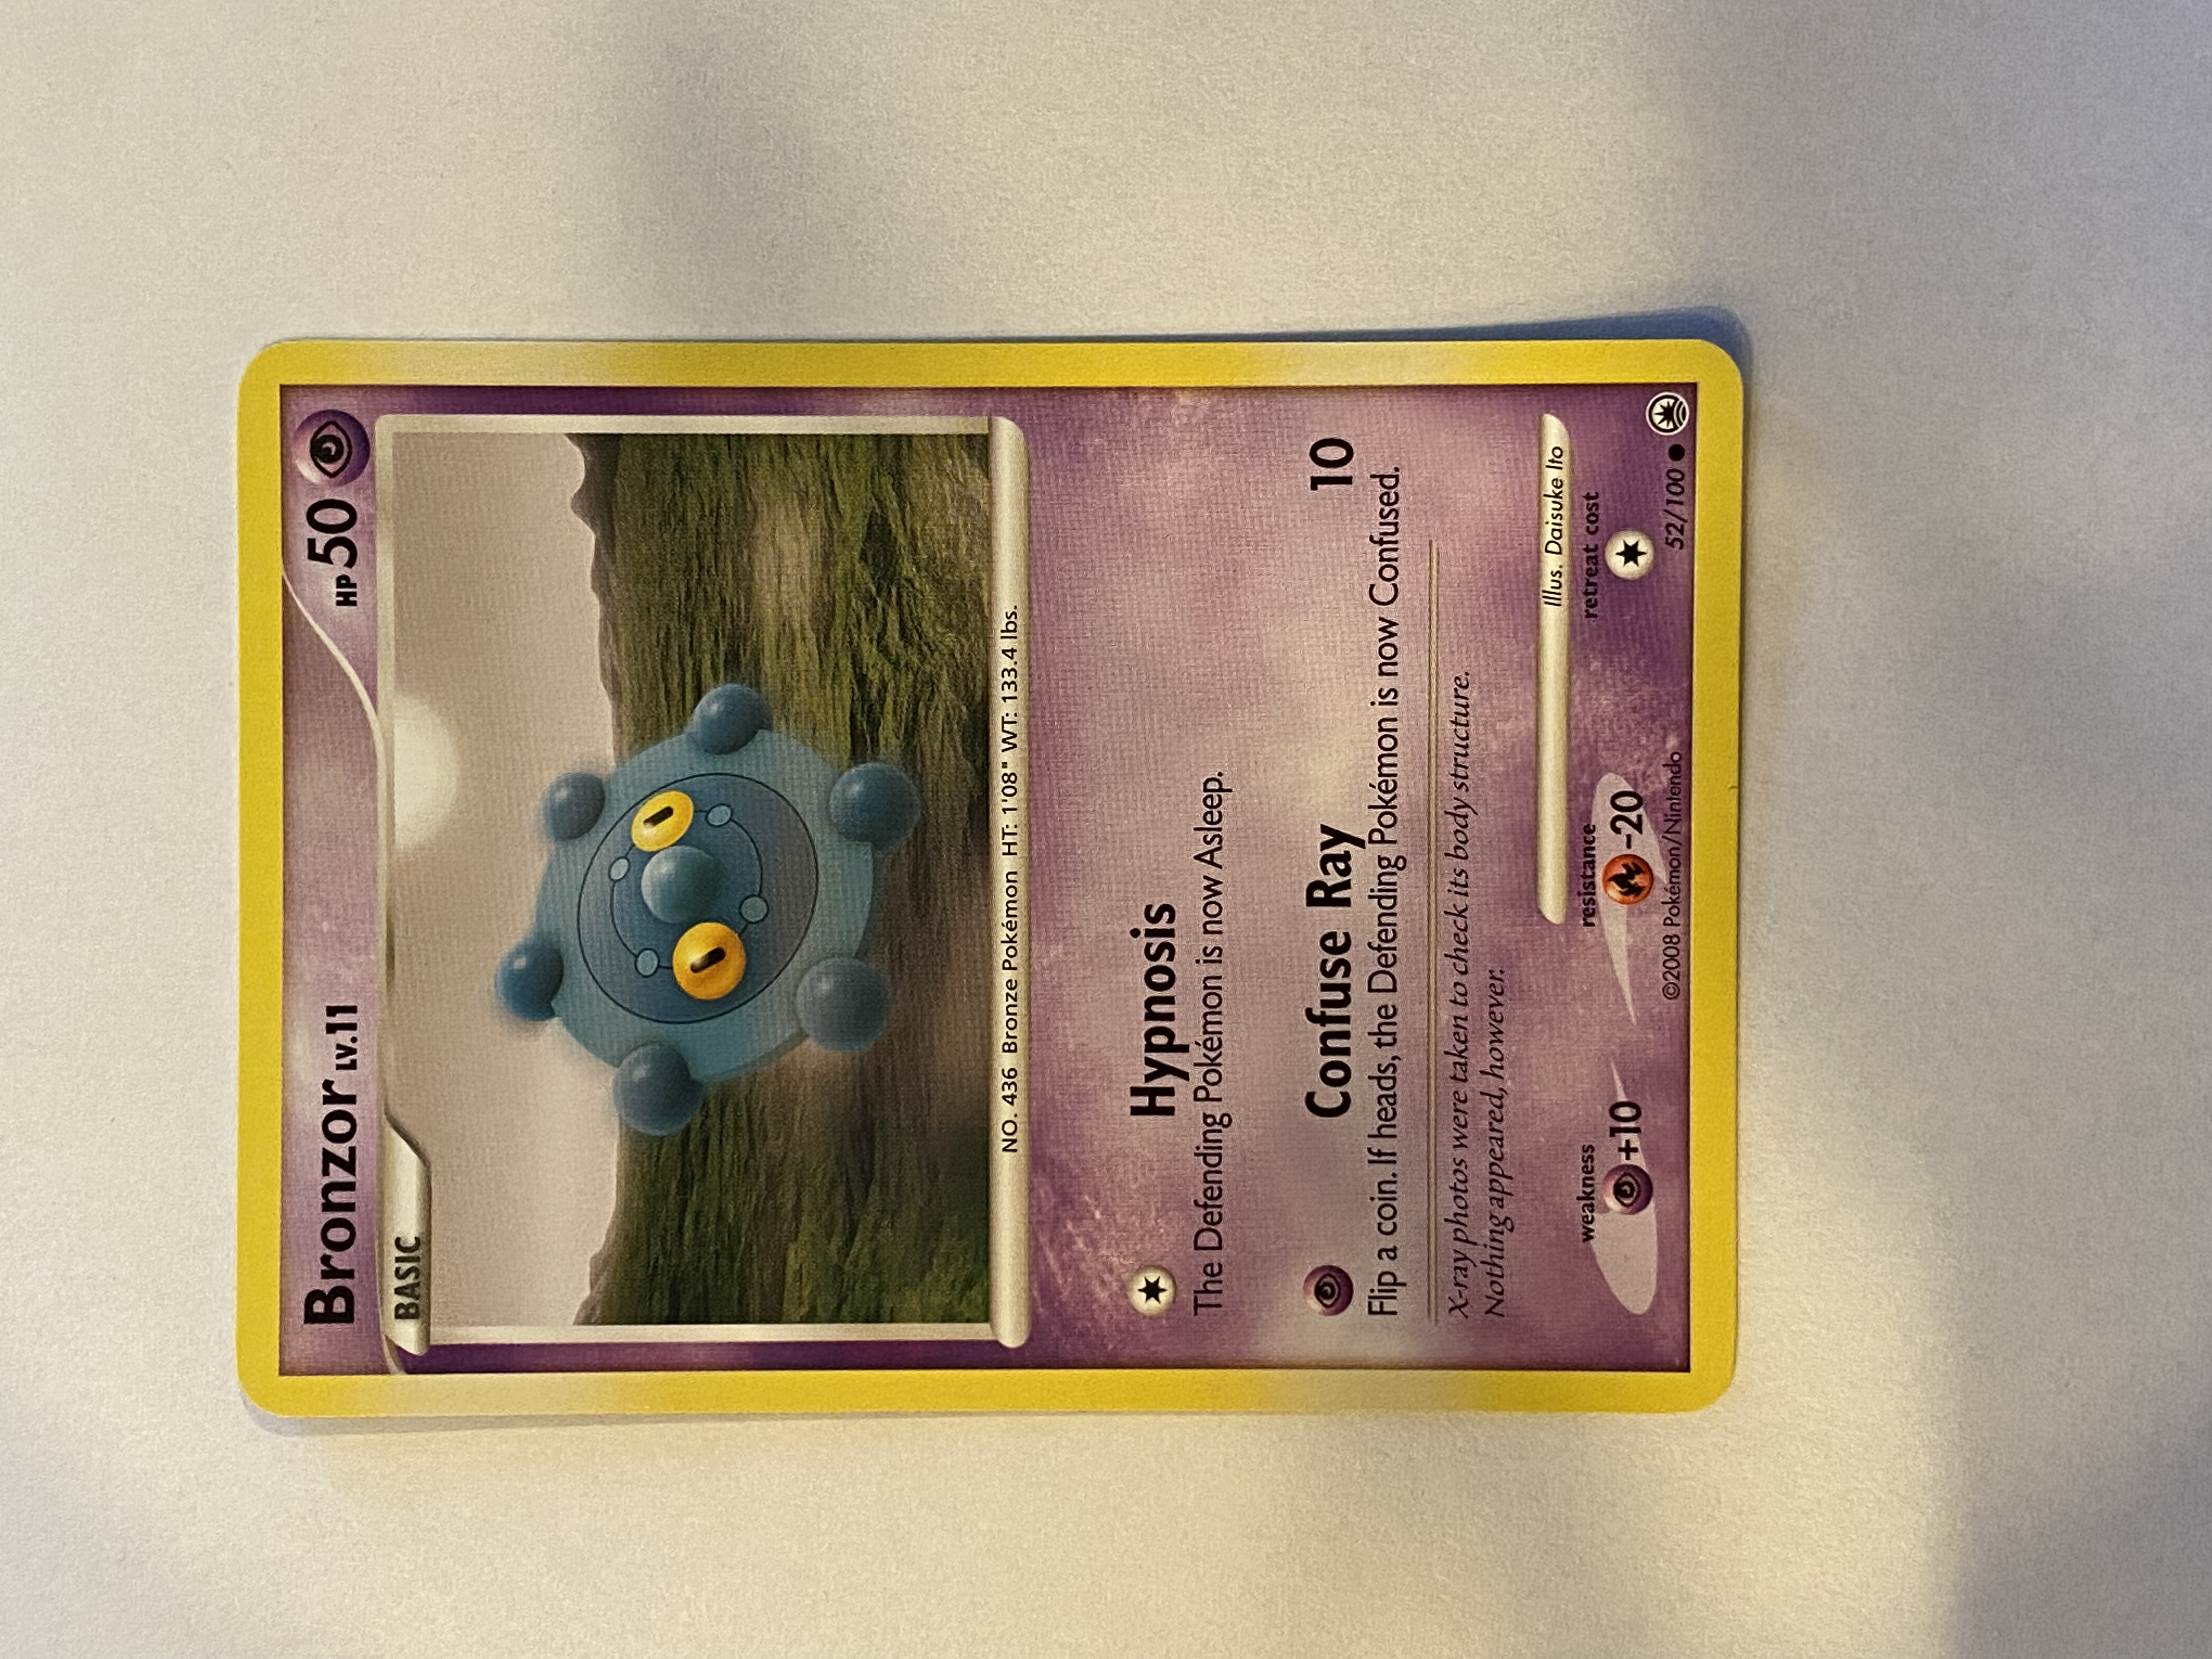 Bronzor LV.11 HP 50
BASIC
NO. 436 Bronze Pokémon HT: 1'08" WT: 133.4 lbs.
Hypnosis
The Defending Pokémon is now Asleep.
Confuse Ray 10
Flip a coin. If heads, the Defending Pokémon is now Confused.
X-ray photos were taken to check its body structure.
Nothing appeared, however.
Illus. Daisuke Ito
weakness resistance retreat cost
+10 -20
©2008 Pokémon/Nintendo 52/100